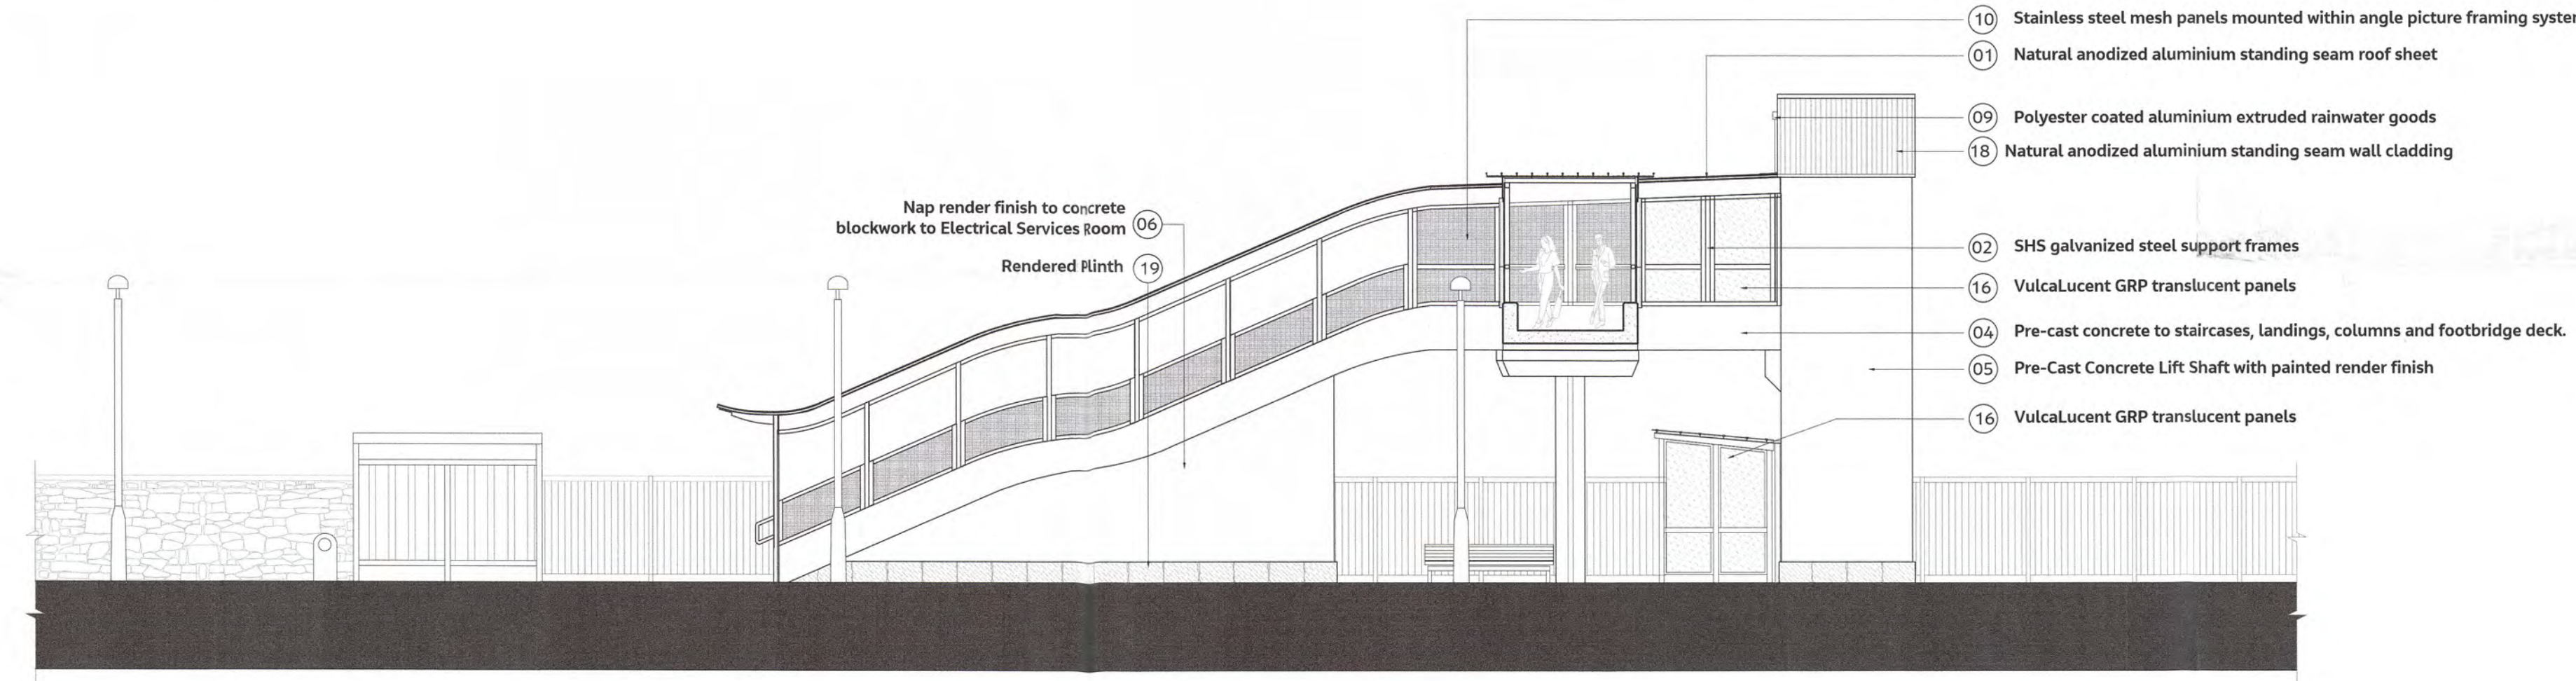 10 Stainless steel mesh panels mounted within angle picture framing
01 Natural anodized aluminium standing seam roof sheet
09 Polyester coated aluminium extruded rainwater goods
18 Natural anodized aluminium standing seam wall cladding
Nap render finish to concrete
blockwork to Electrical Services Room 06
Rendered Plinth 19
02 SHS galvanized steel support frames
16 VulcaLucent GRP translucent panels
04 Pre-cast concrete to staircases, landings, columns and footbridge deck.
05 Pre-Cast Concrete Lift Shaft with painted render finish
16 VulcaLucent GRP translucent panels